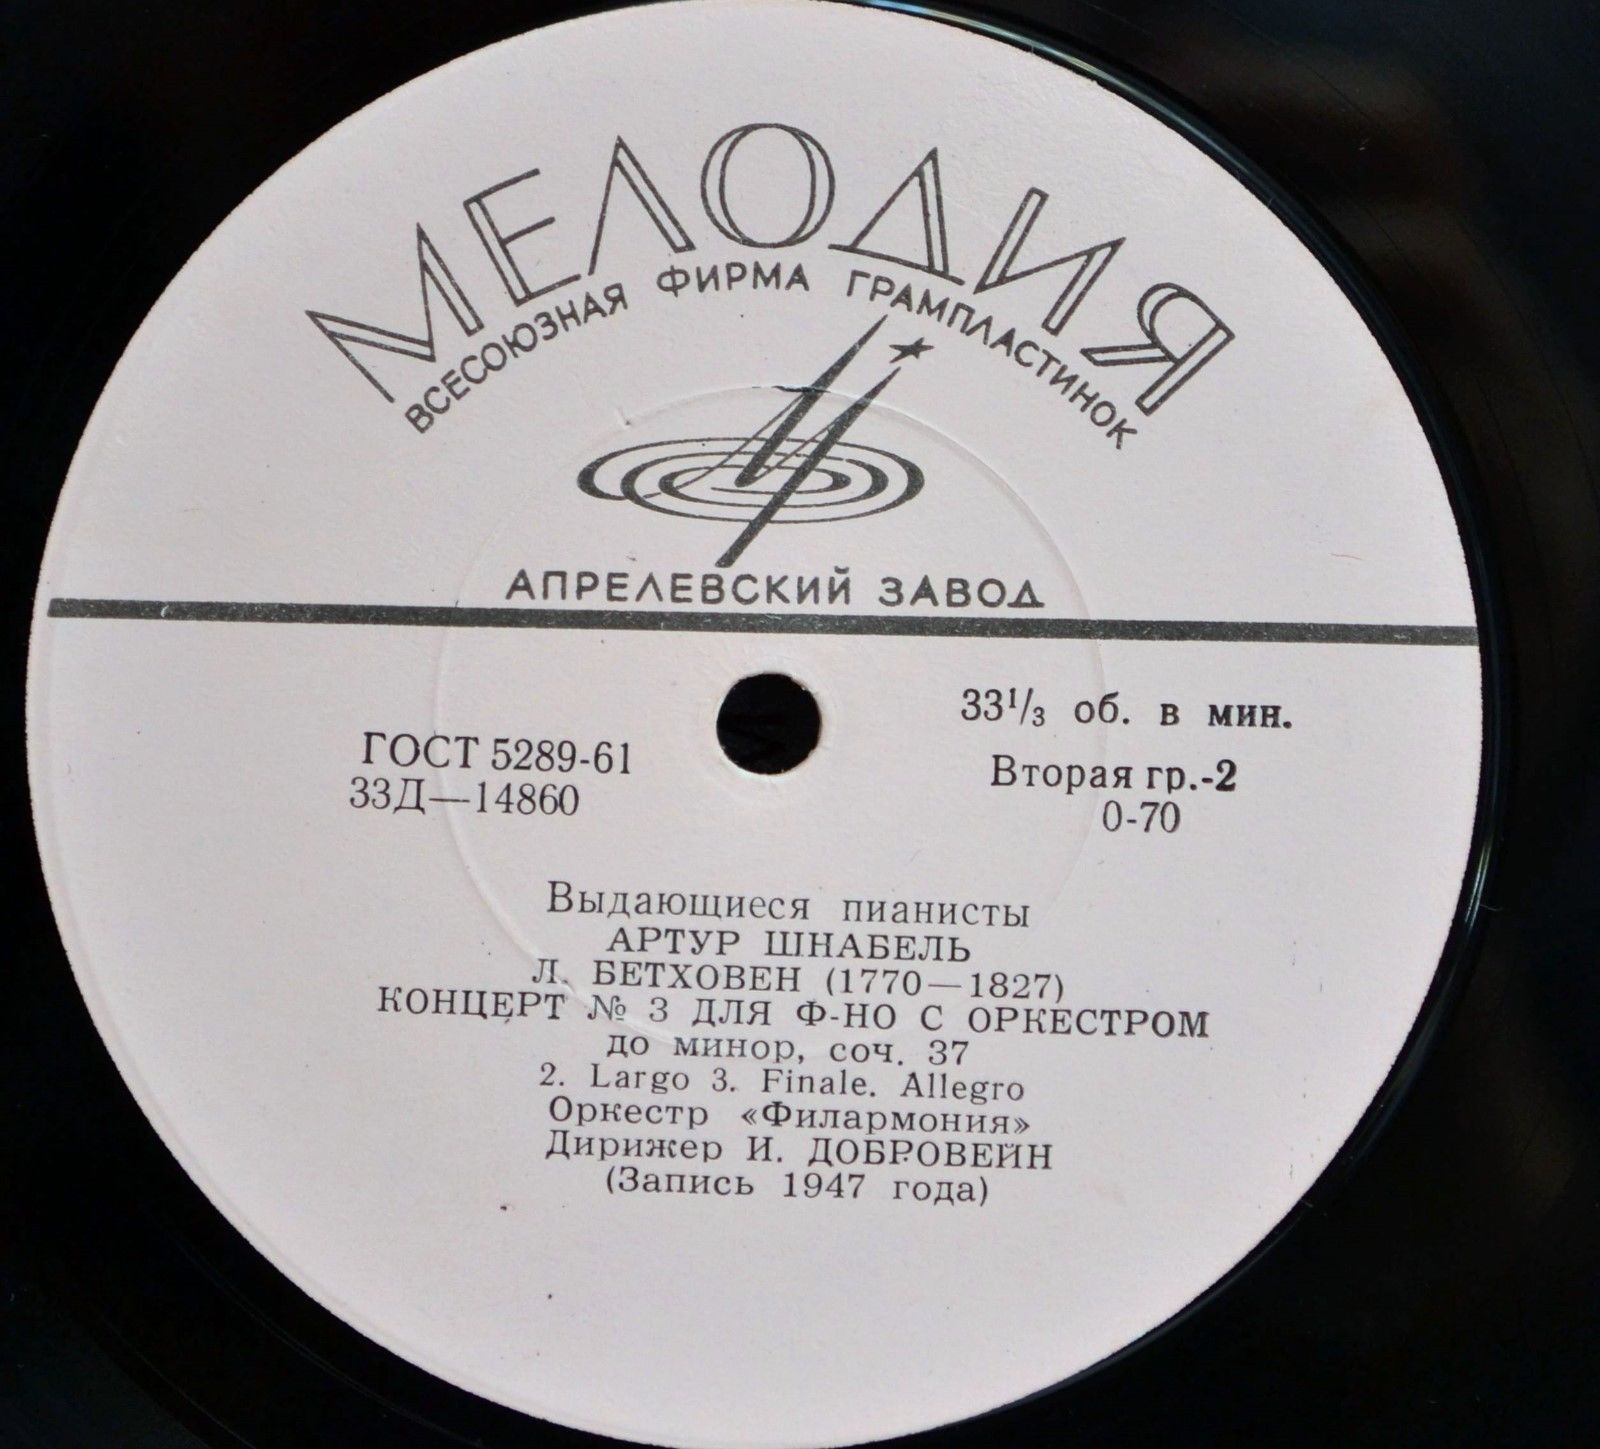 МЕЛОДИЯ
ВСЕСОЮЗНАЯ ФИРМА ГРАМПЛАСТИНОК
АПРЕЛЕВСКИЙ ЗАВОД
33¹/₃ об. в мин.
ГОСТ 5289-61
Вторая гр.-2
33Д—14860
0-70
Выдающиеся пианисты
АРТУР ШНАБЕЛЬ
Л. БЕТХОВЕН (1770—1827)
КОНЦЕРТ № 3 ДЛЯ Ф-НО С ОРКЕСТРОМ
до минор, соч. 37
2. Largo 3. Finale. Allegro
Оркестр «Филармония»
Дирижер И. ДОБРОВЕЙН
(Запись 1947 года)